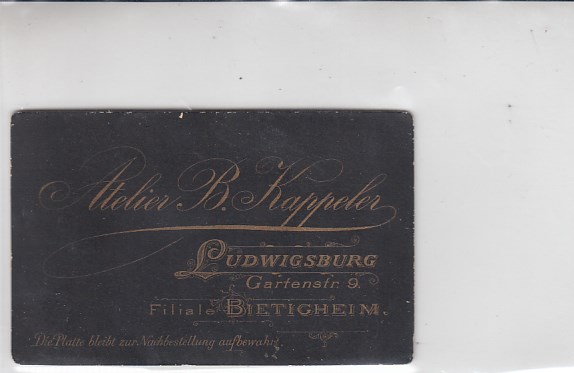 Atelier B. Kappeler
LUDWIGSBURG
Gartenstr. 9.
Filiale BIETIGHEIM.
Die Platte bleibt zur Nachbestellung aufbewahrt.